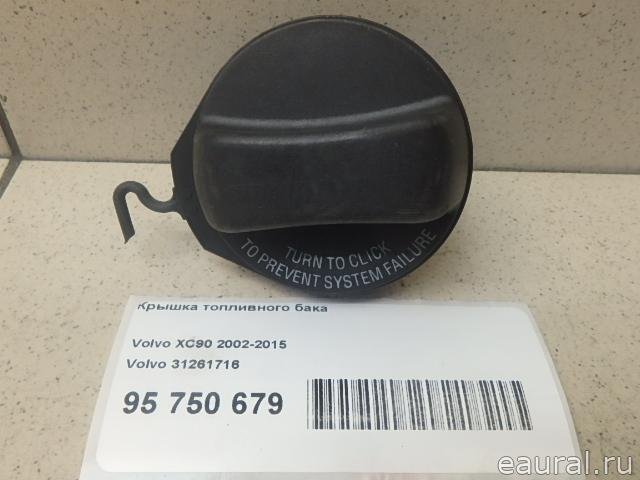 TURN TO CLICK
TO PREVENT SYSTEM FAILURE
Крышка топливного бака
Volvo XC90 2002-2015
Volvo 31261716
95 750 679
eaural.ru